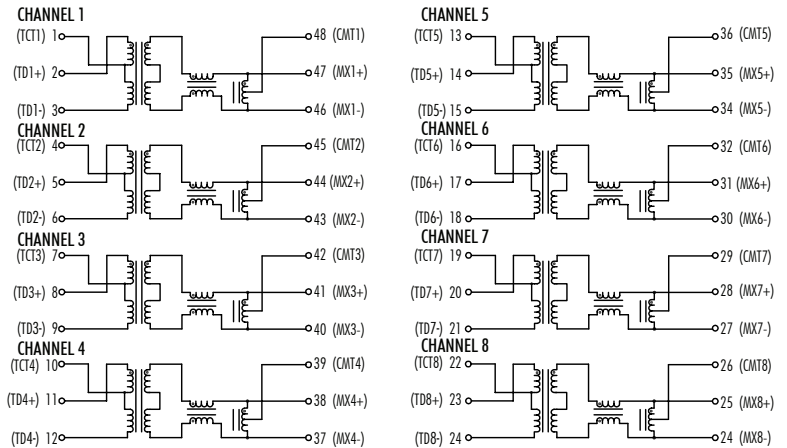 CHANNEL 1
(TCT1) 1
48 (CMT1)
(TD1+) 2
47 (MX1+)
(TD1-) 3
46 (MX1-)
CHANNEL 2
(TCT2) 4
45 (CMT2)
(TD2+) 5
44 (MX2+)
(TD2-) 6
43 (MX2-)
CHANNEL 3
(TCT3) 7
42 (CMT3)
(TD3+) 8
41 (MX3+)
(TD3-) 9
40 (MX3-)
CHANNEL 4
(TCT4) 10
39 (CMT4)
(TD4+) 11
38 (MX4+)
(TD4-) 12
37 (MX4-)
CHANNEL 5
(TCT5) 13
36 (CMT5)
(TD5+) 14
35 (MX5+)
(TD5-) 15
34 (MX5-)
CHANNEL 6
(TCT6) 16
32 (CMT6)
(TD6+) 17
31 (MX6+)
(TD6-) 18
30 (MX6-)
CHANNEL 7
(TCT7) 19
29 (CMT7)
(TD7+) 20
28 (MX7+)
(TD7-) 21
27 (MX7-)
CHANNEL 8
(TCT8) 22
26 (CMT8)
(TD8+) 23
25 (MX8+)
(TD8-) 24
24 (MX8-)